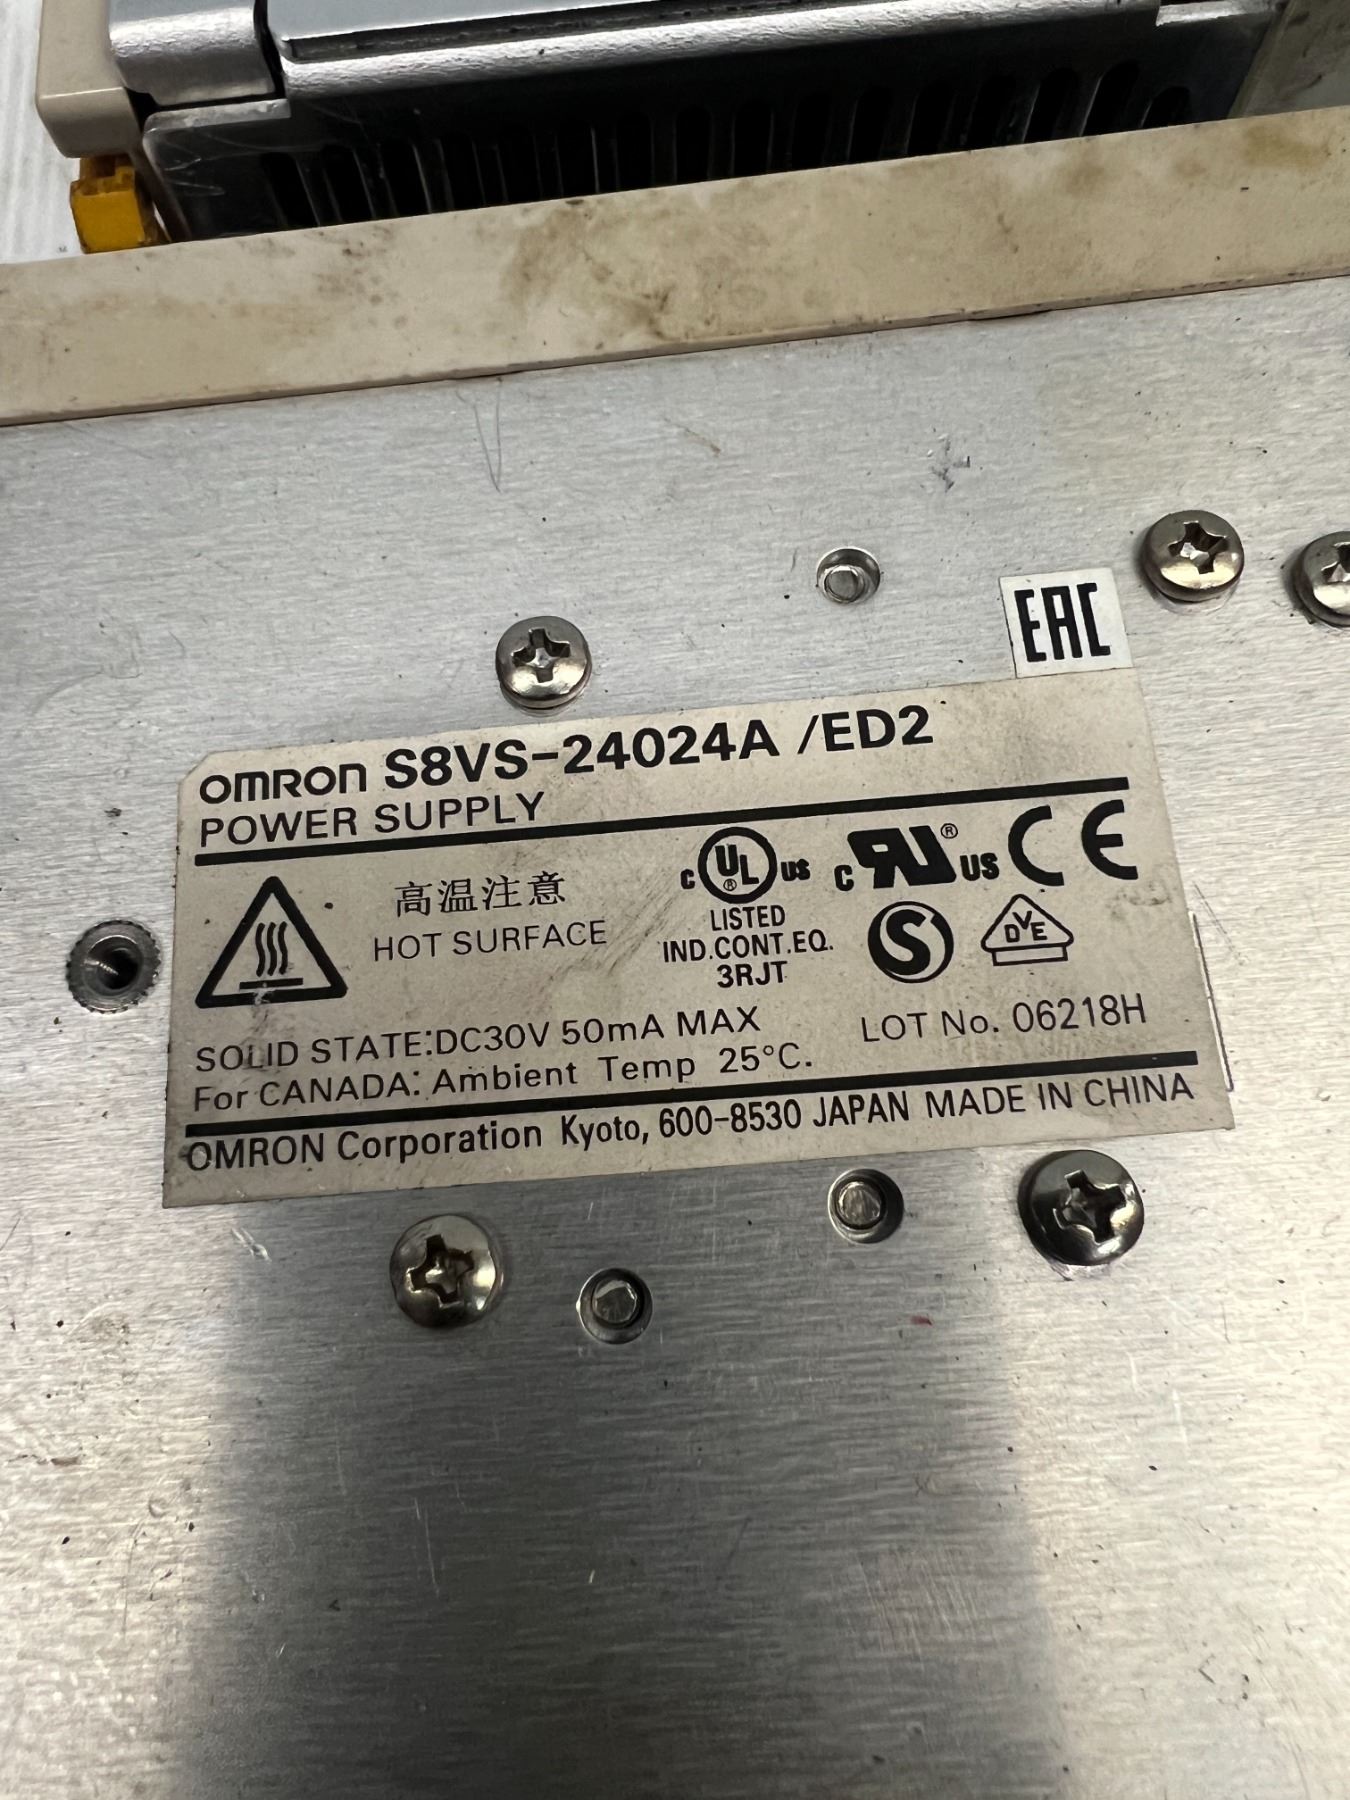 EAC
OMRON S8VS-24024A /ED2
POWER SUPPLY
高温注意
HOT SURFACE
C UL ® US
LISTED
IND.CONT.EQ.
3RJT
C RU ® US
CE
S
DVE
SOLID STATE:DC30V 50mA MAX
For CANADA: Ambient Temp 25°C.
LOT No. 06218H
OMRON Corporation Kyoto, 600-8530 JAPAN MADE IN CHINA